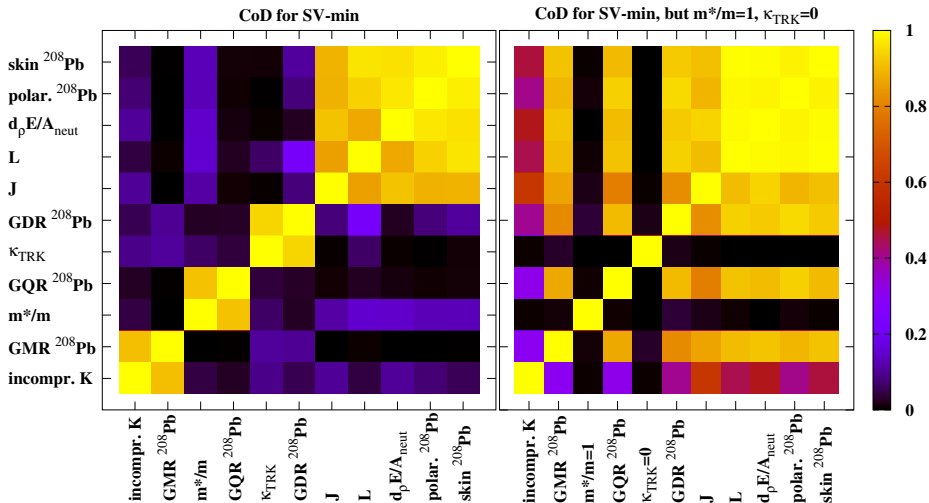 CoD for SV-min
CoD for SV-min, but m*/m=1, κTRK=0
skin ²⁰⁸Pb
polar. ²⁰⁸Pb
dρE/Aneut
L
J
GDR ²⁰⁸Pb
κTRK
GQR ²⁰⁸Pb
m*/m
GMR ²⁰⁸Pb
incompr. K
incompr. K
GMR ²⁰⁸Pb
m*/m
GQR ²⁰⁸Pb
κTRK
GDR ²⁰⁸Pb
J
L
dρE/Aneut
polar. ²⁰⁸Pb
skin ²⁰⁸Pb
incompr. K
GMR ²⁰⁸Pb
m*/m=1
GQR ²⁰⁸Pb
κTRK=0
GDR ²⁰⁸Pb
J
L
dρE/Aneut
polar. ²⁰⁸Pb
skin ²⁰⁸Pb
1
0.8
0.6
0.4
0.2
0